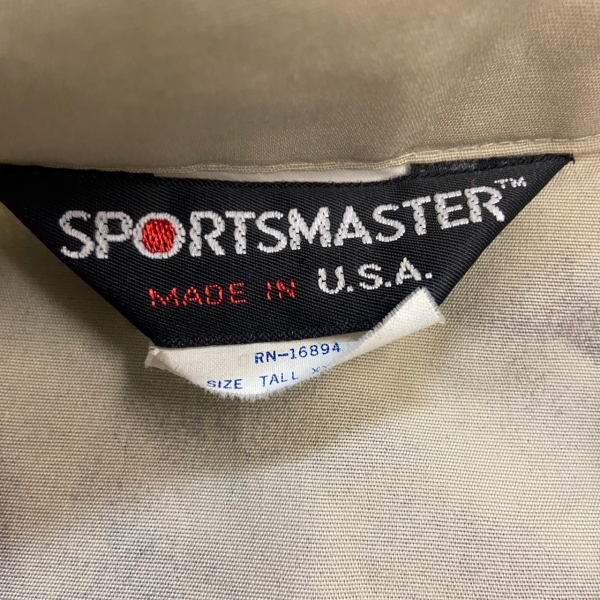 SPORTSMASTER™
MADE IN U.S.A.
RN-16894
SIZE TALL